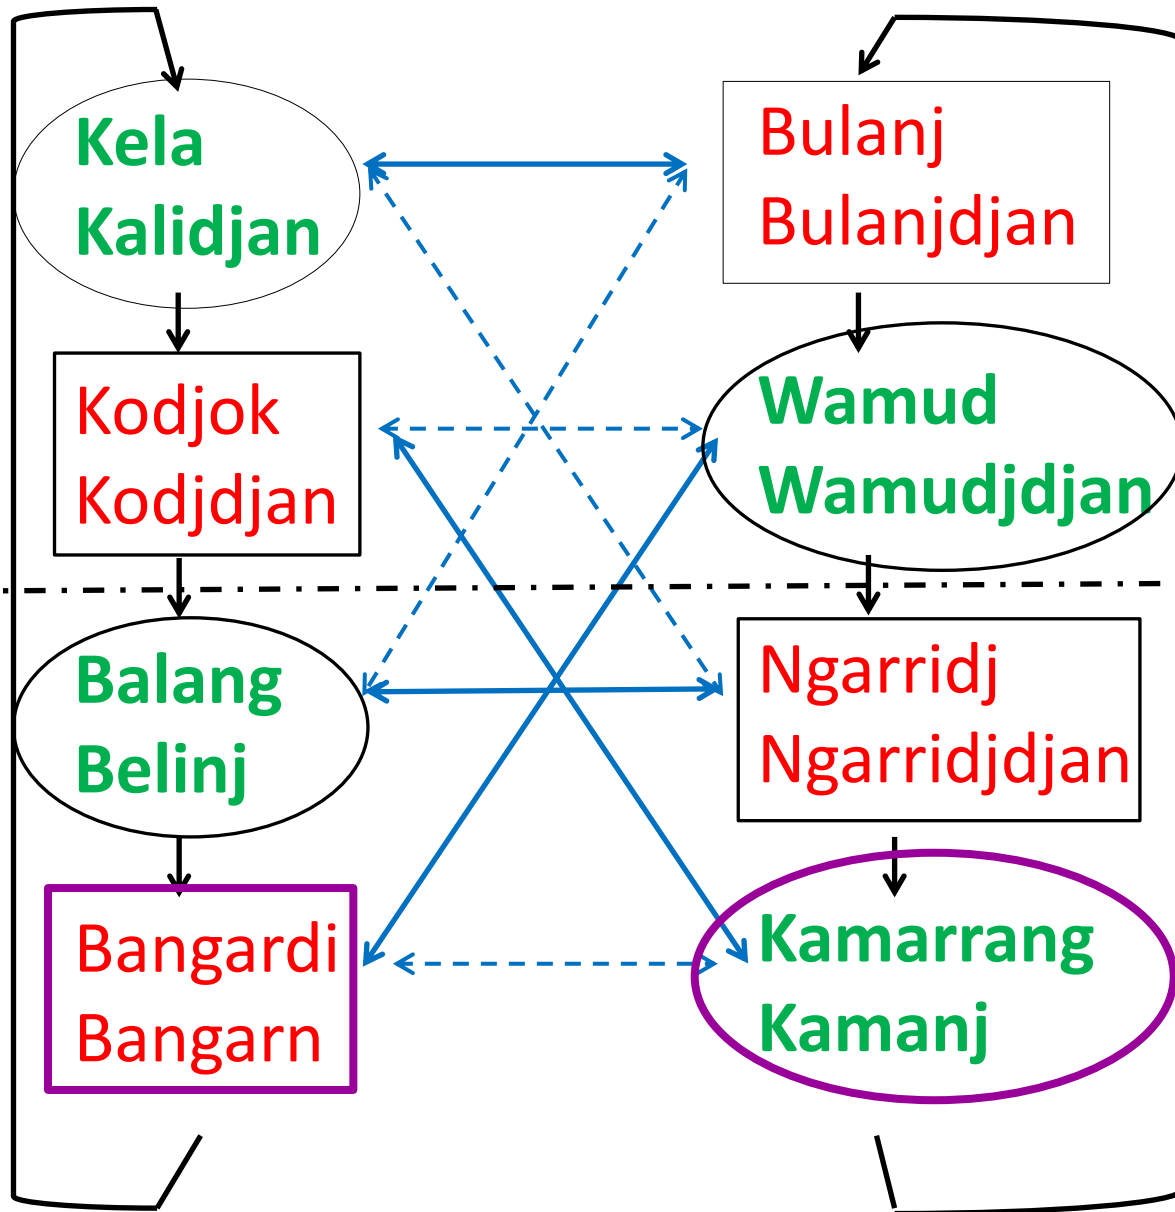 Kela
Kalidjan
Bulanj
Bulanjdjan
Kodjok
Kodjdjan
Wamud
Wamudjdjan
Balang
Belinj
Ngarridj
Ngarridjdjan
Bangardi
Bangarn
Kamarrang
Kamanj